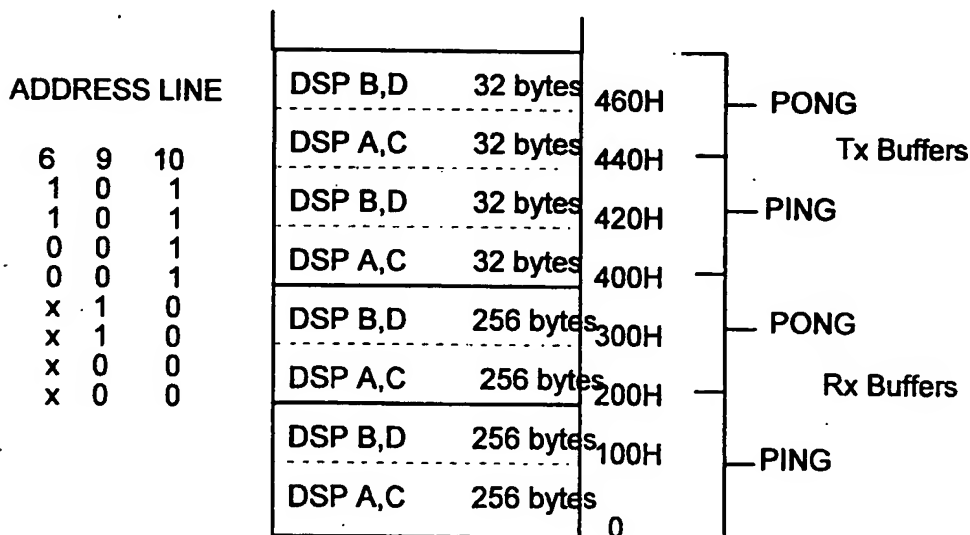 ADDRESS LINE
6 9 10
1 0 1
1 0 1
0 0 1
0 0 1
x 1 0
x 1 0
x 0 0
x 0 0
DSP B,D 32 bytes 460H PONG
DSP A,C 32 bytes 440H Tx Buffers
DSP B,D 32 bytes 420H PING
DSP A,C 32 bytes 400H
DSP B,D 256 bytes 300H PONG
DSP A,C 256 bytes 200H Rx Buffers
DSP B,D 256 bytes 100H PING
DSP A,C 256 bytes 0